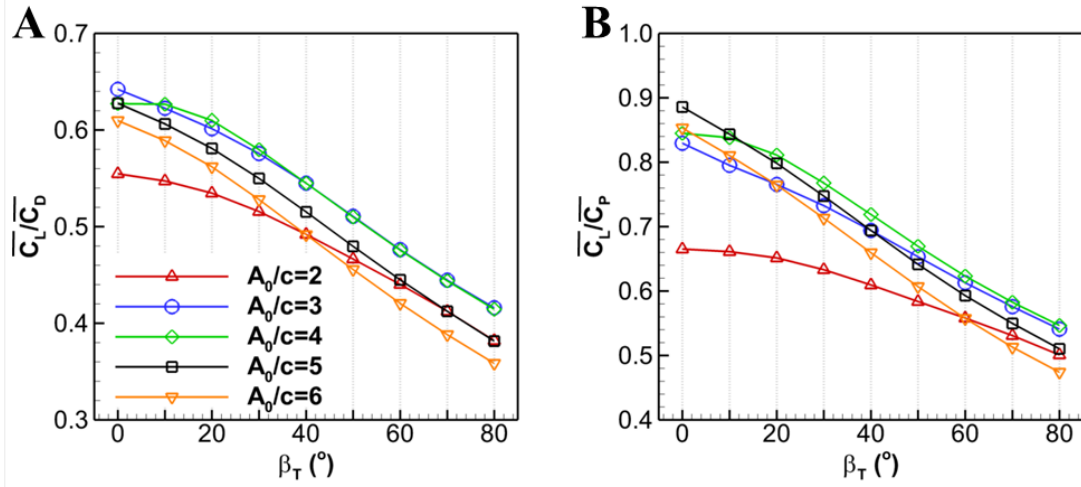 A
0.7
0.6
0.5
0.4
0.3
C_L/C_D
0 20 40 60 80
β_T (°)
A_0/c=2
A_0/c=3
A_0/c=4
A_0/c=5
A_0/c=6
B
1.0
0.9
0.8
0.7
0.6
0.5
0.4
C_L/C_P
0 20 40 60 80
β_T (°)